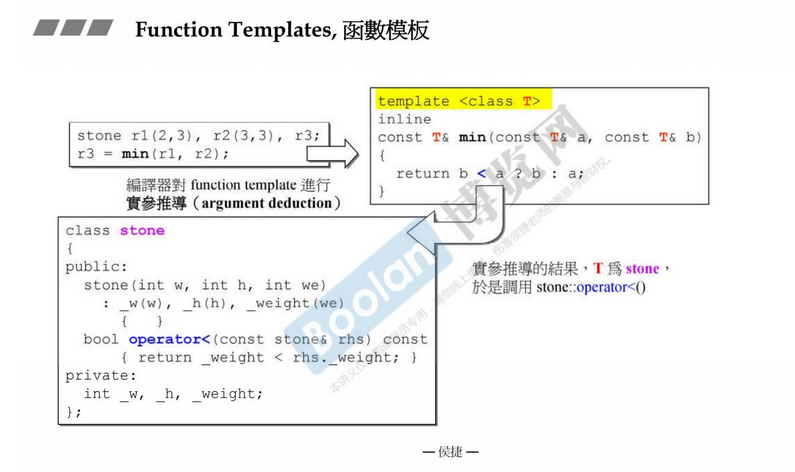 Function Templates, 函數模板
stone r1(2,3), r2(3,3), r3;
r3 = min(r1, r2);
編譯器對 function template 進行
實參推導（argument deduction）
template <class T>
inline
const T& min(const T& a, const T& b)
{
return b < a ? b : a;
}
class stone
{
public:
stone(int w, int h, int we)
: _w(w), _h(h), _weight(we)
{ }
bool operator<(const stone& rhs) const
{ return _weight < rhs._weight; }
private:
int _w, _h, _weight;
};
實參推導的結果，T 爲 stone，
於是調用 stone::operator<()
Boolan 博览网
— 侯捷 —